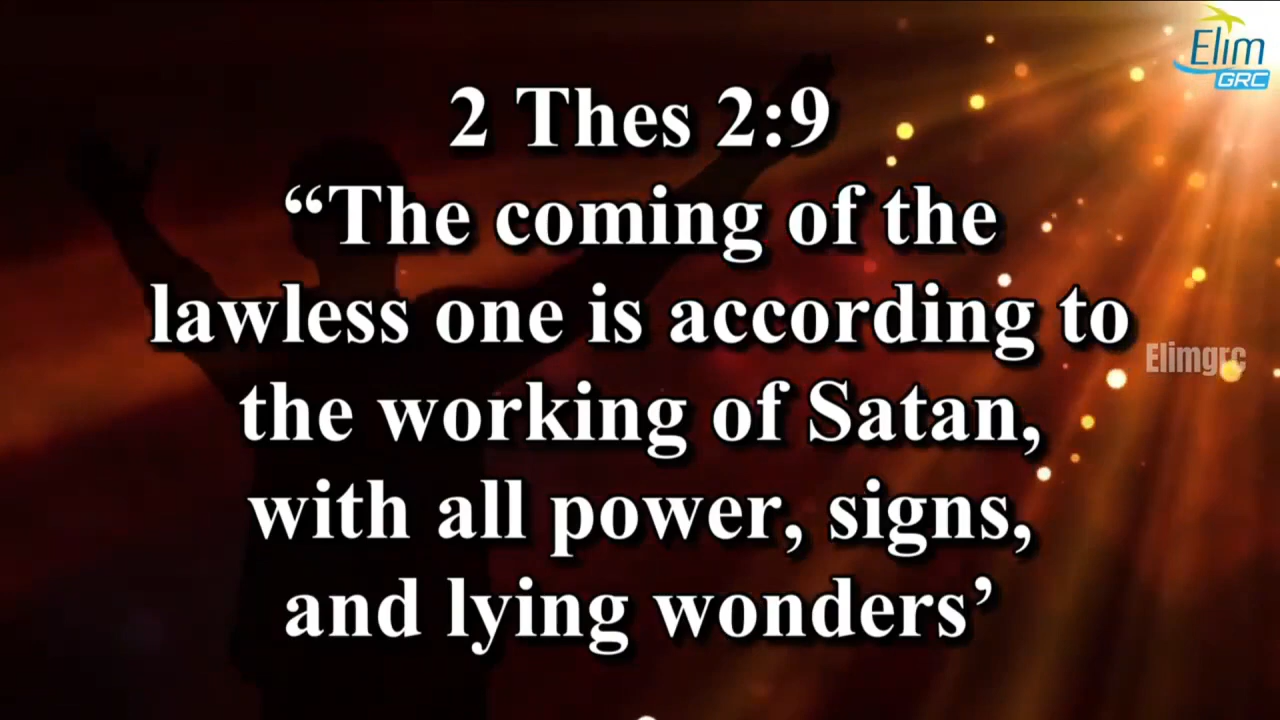 Elim
GRC
2 Thes 2:9
“The coming of the
lawless one is according to
the working of Satan,
with all power, signs,
and lying wonders’
Elimgrc